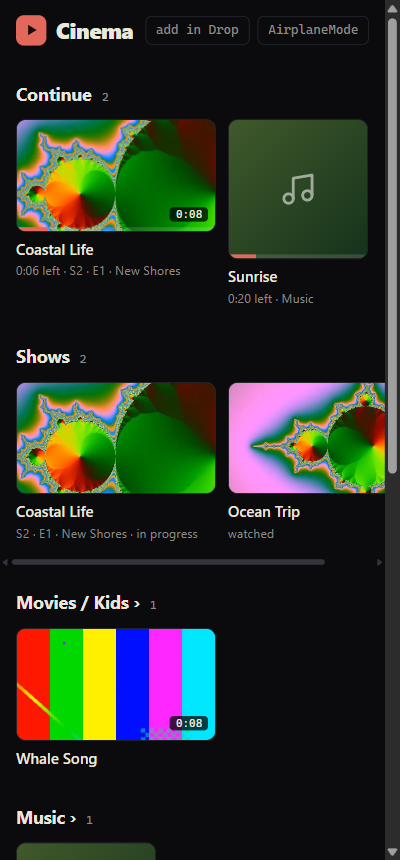 Cinema
add in Drop
AirplaneMode
Continue 2
0:08
Coastal Life
0:06 left · S2 · E1 · New Shores
Sunrise
0:20 left · Music
Shows 2
Coastal Life
S2 · E1 · New Shores · in progress
Ocean Trip
watched
Movies / Kids › 1
0:08
Whale Song
Music › 1